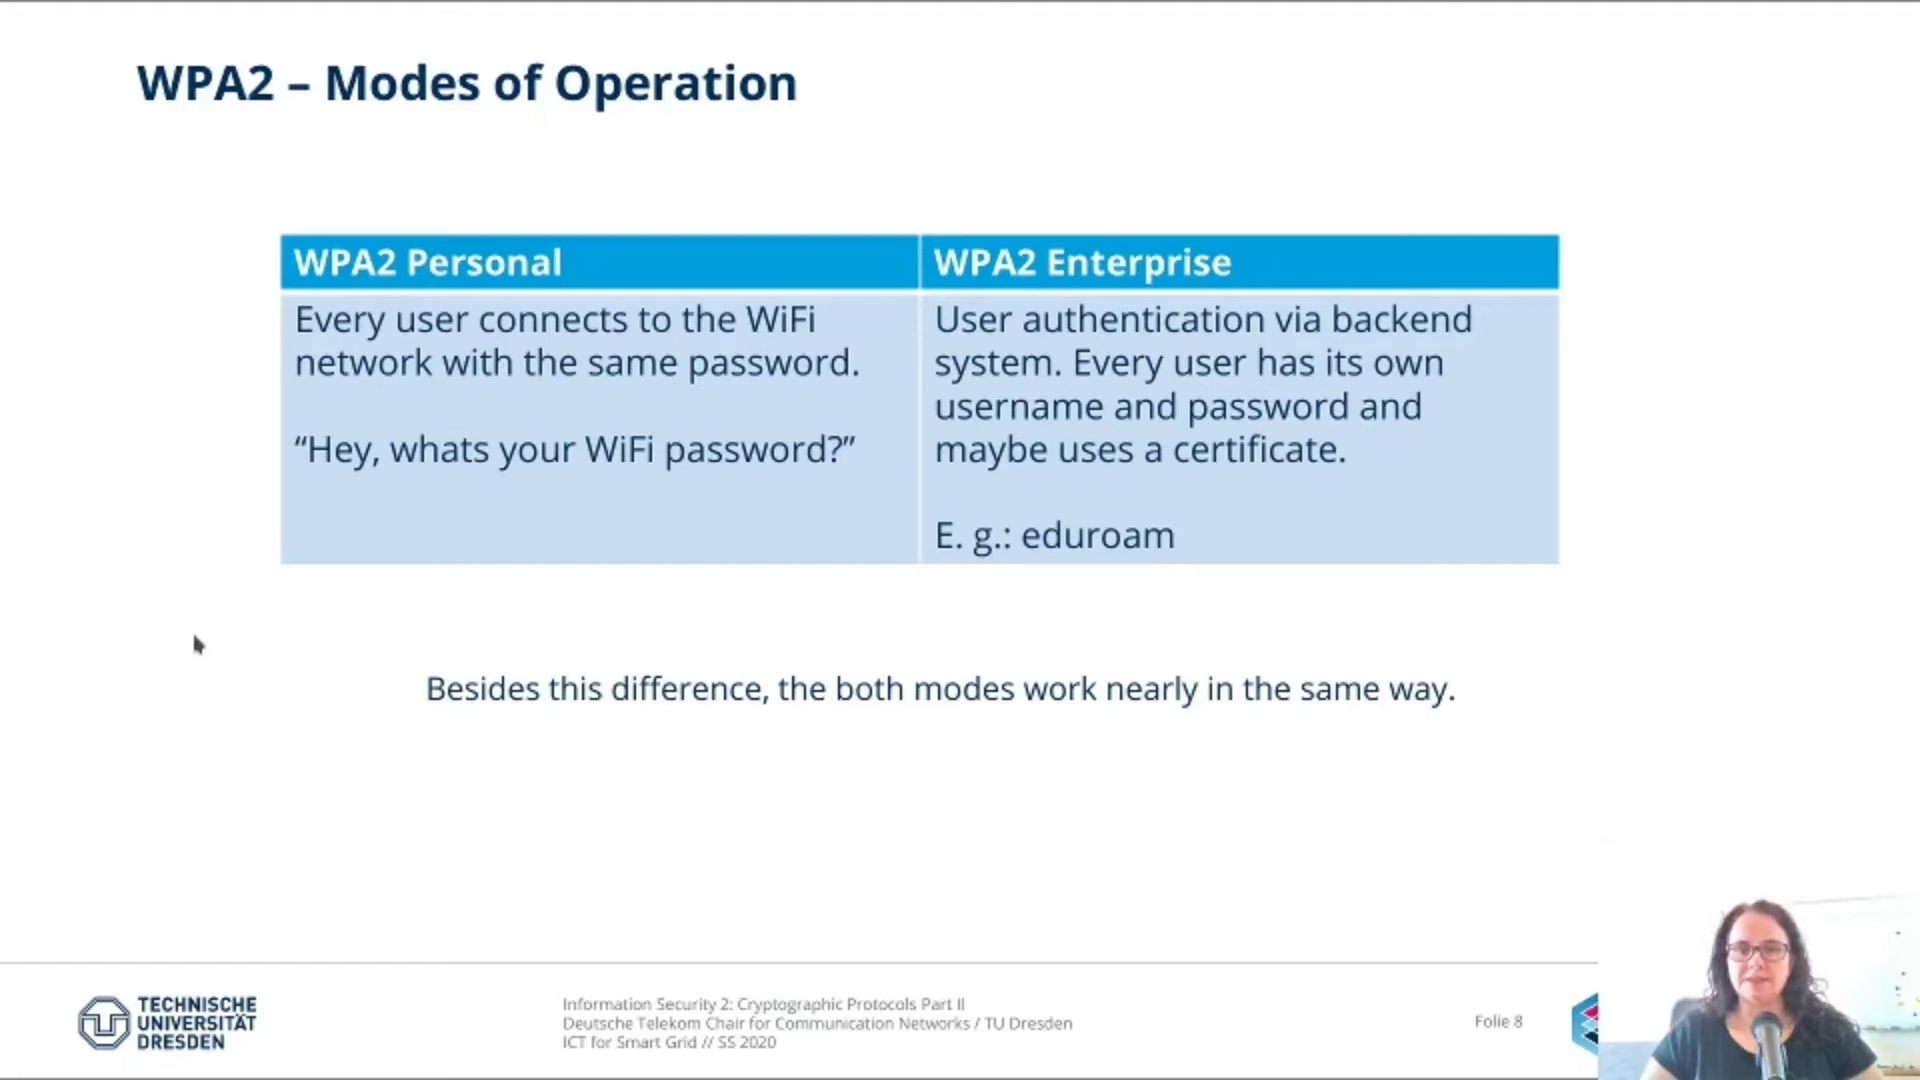 WPA2 – Modes of Operation
WPA2 Personal
Every user connects to the WiFi
network with the same password.
“Hey, whats your WiFi password?”
WPA2 Enterprise
User authentication via backend
system. Every user has its own
username and password and
maybe uses a certificate.
E. g.: eduroam
Besides this difference, the both modes work nearly in the same way.
TECHNISCHE
UNIVERSITÄT
DRESDEN
Information Security 2: Cryptographic Protocols Part II
Deutsche Telekom Chair for Communication Networks / TU Dresden
ICT for Smart Grid // SS 2020
Folie 8